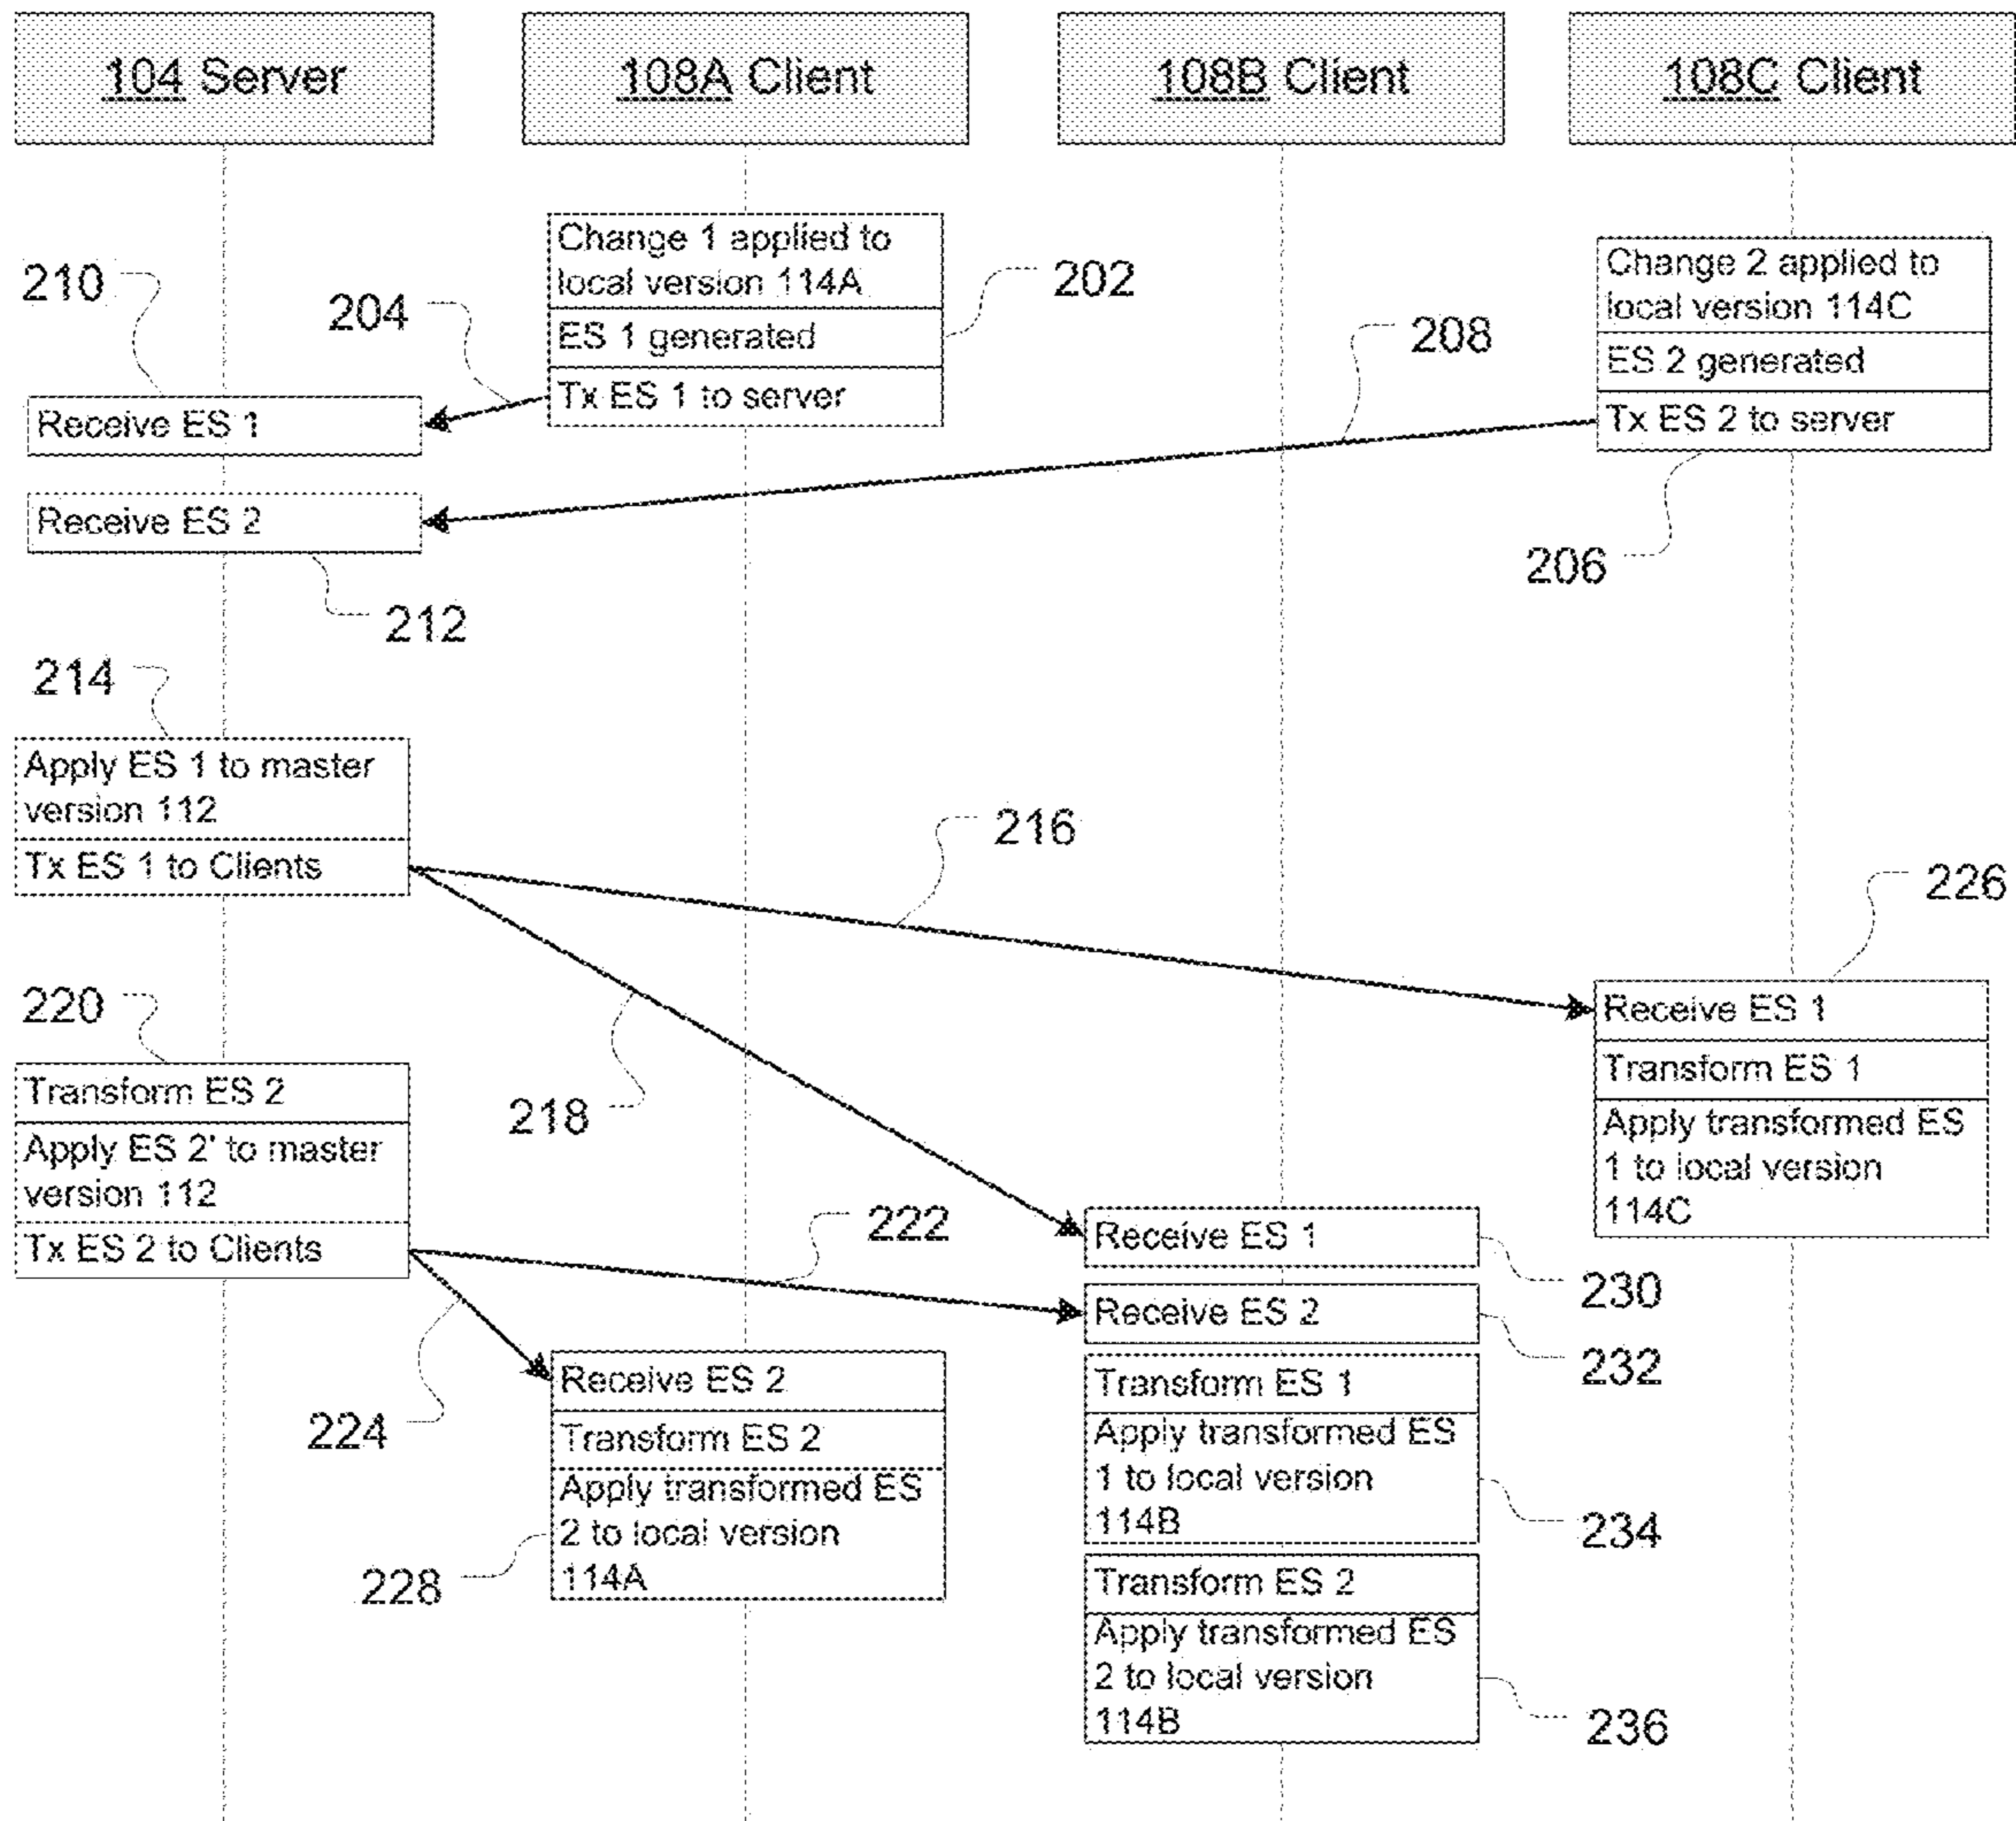 104 Server
108A Client
108B Client
108C Client
Change 1 applied to
local version 114A
ES 1 generated
Tx ES 1 to server
202
204
210
Receive ES 1
Change 2 applied to
local version 114C
ES 2 generated
Tx ES 2 to server
208
206
Receive ES 2
212
214
Apply ES 1 to master
version 112
Tx ES 1 to Clients
216
218
226
Receive ES 1
Transform ES 1
Apply transformed ES
1 to local version
114C
220
Transform ES 2
Apply ES 2' to master
version 112
Tx ES 2 to Clients
222
224
Receive ES 1
230
Receive ES 2
232
Receive ES 2
Transform ES 2
Apply transformed ES
2 to local version
114A
228
Transform ES 1
Apply transformed ES
1 to local version
114B
234
Transform ES 2
Apply transformed ES
2 to local version
114B
236